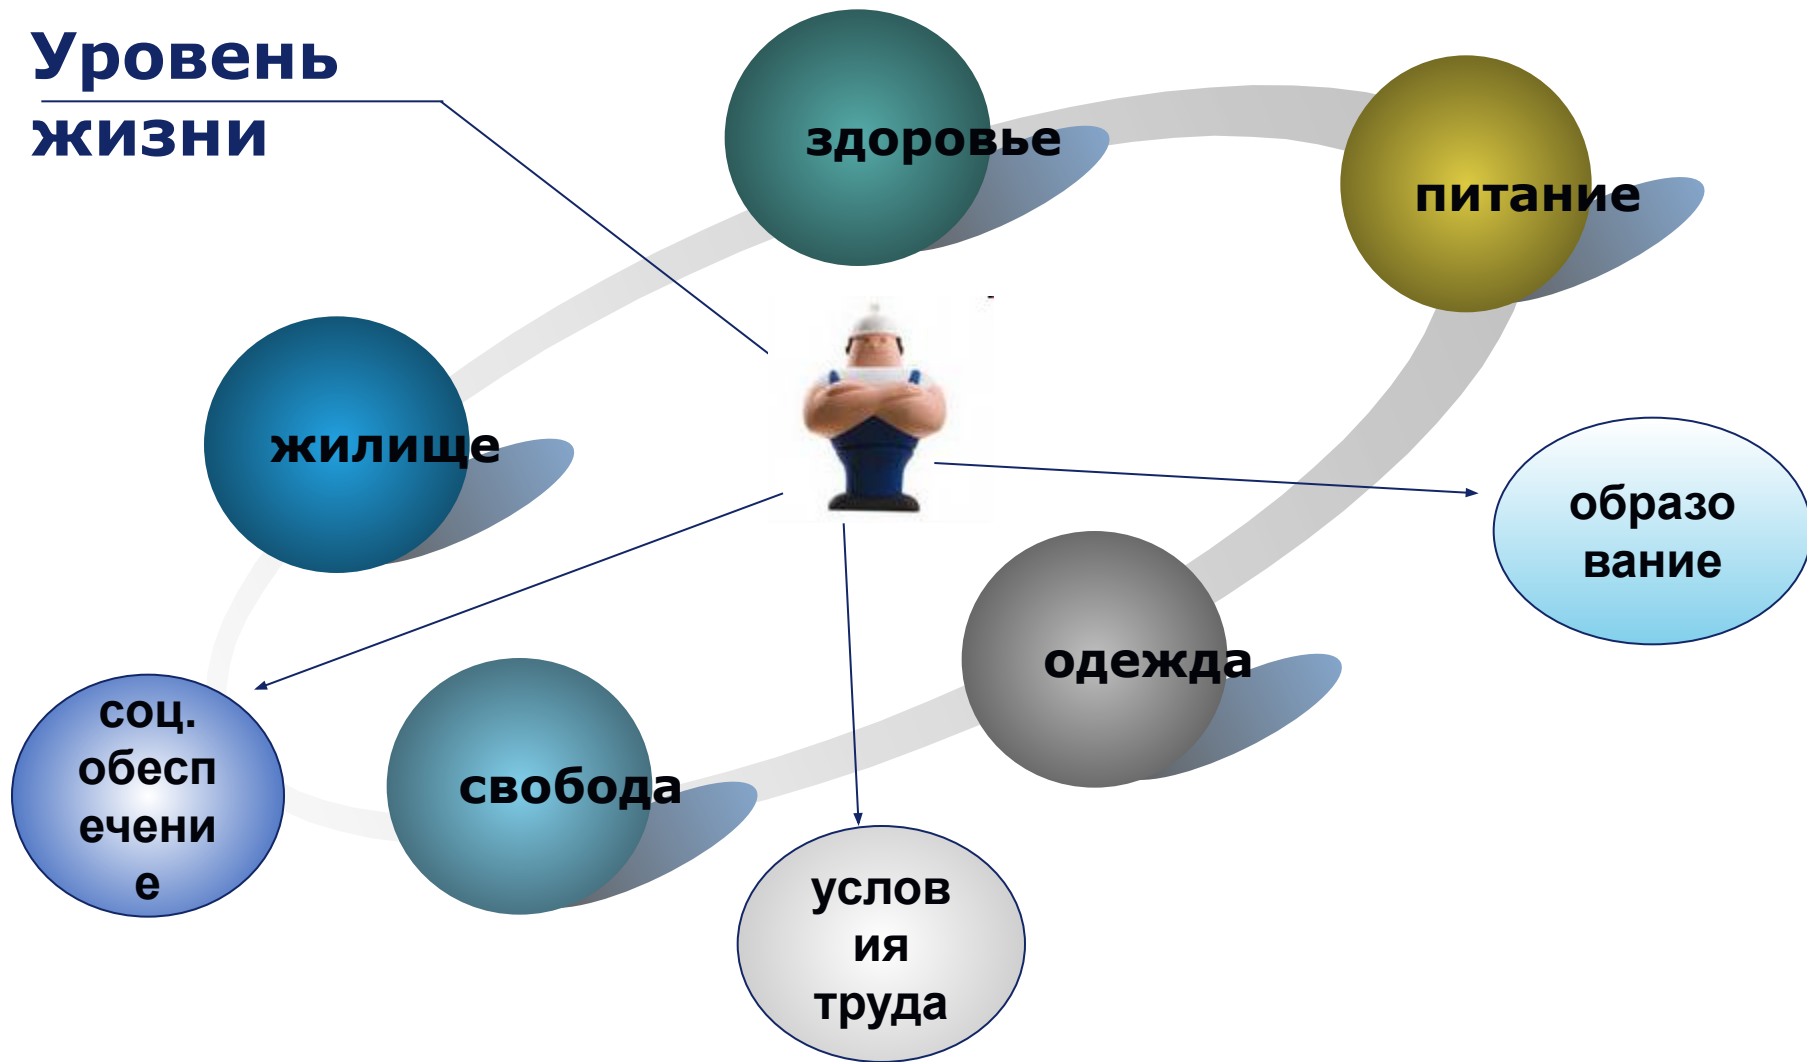 Уровень
жизни
здоровье
питание
жилище
образо
вание
одежда
соц.
обесп
ечени
е
свобода
услов
ия
труда